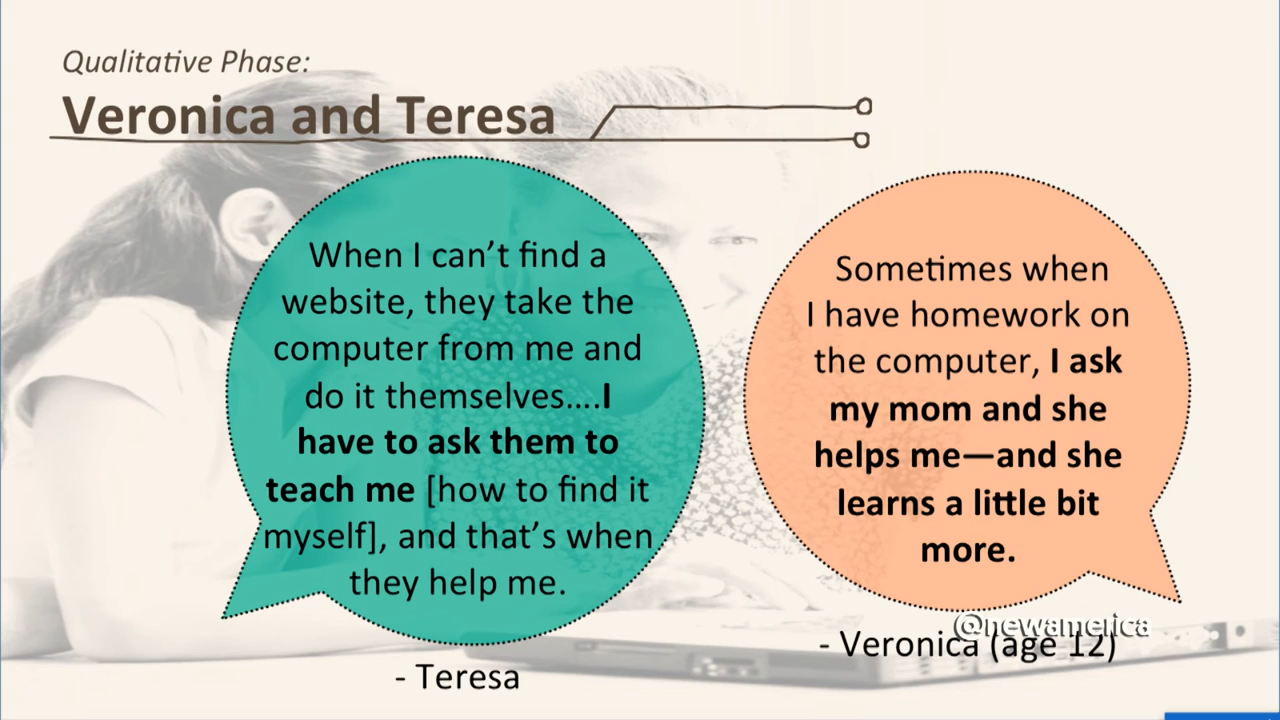 Qualitative Phase:
Veronica and Teresa
When I can’t find a
website, they take the
computer from me and
do it themselves....I
have to ask them to
teach me [how to find it
myself], and that’s when
they help me.
- Teresa
Sometimes when
I have homework on
the computer, I ask
my mom and she
helps me—and she
learns a little bit
more.
@newamerica
- Veronica (age 12)